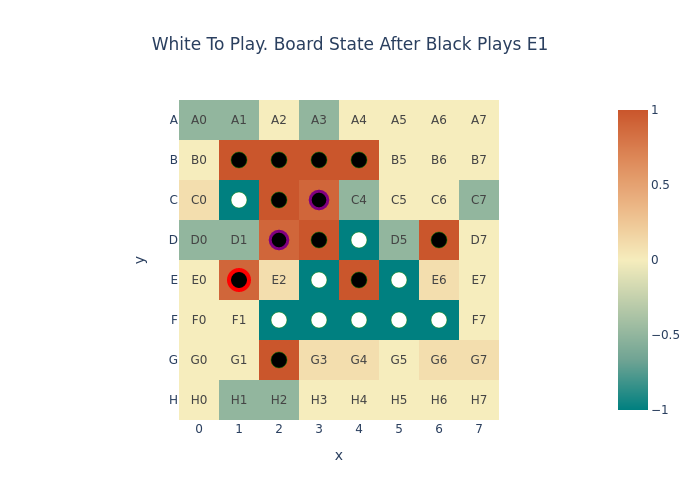 White To Play. Board State After Black Plays E1
A A0 A1 A2 A3 A4 A5 A6 A7 1
B B0 B5 B6 B7
0.5
C C0 C4 C5 C6 C7
D D0 D1 D5 D7
0
y
E E0 E2 E6 E7
F F0 F1 F7
−0.5
G G0 G1 G3 G4 G5 G6 G7
H H0 H1 H2 H3 H4 H5 H6 H7
−1
0 1 2 3 4 5 6 7
x